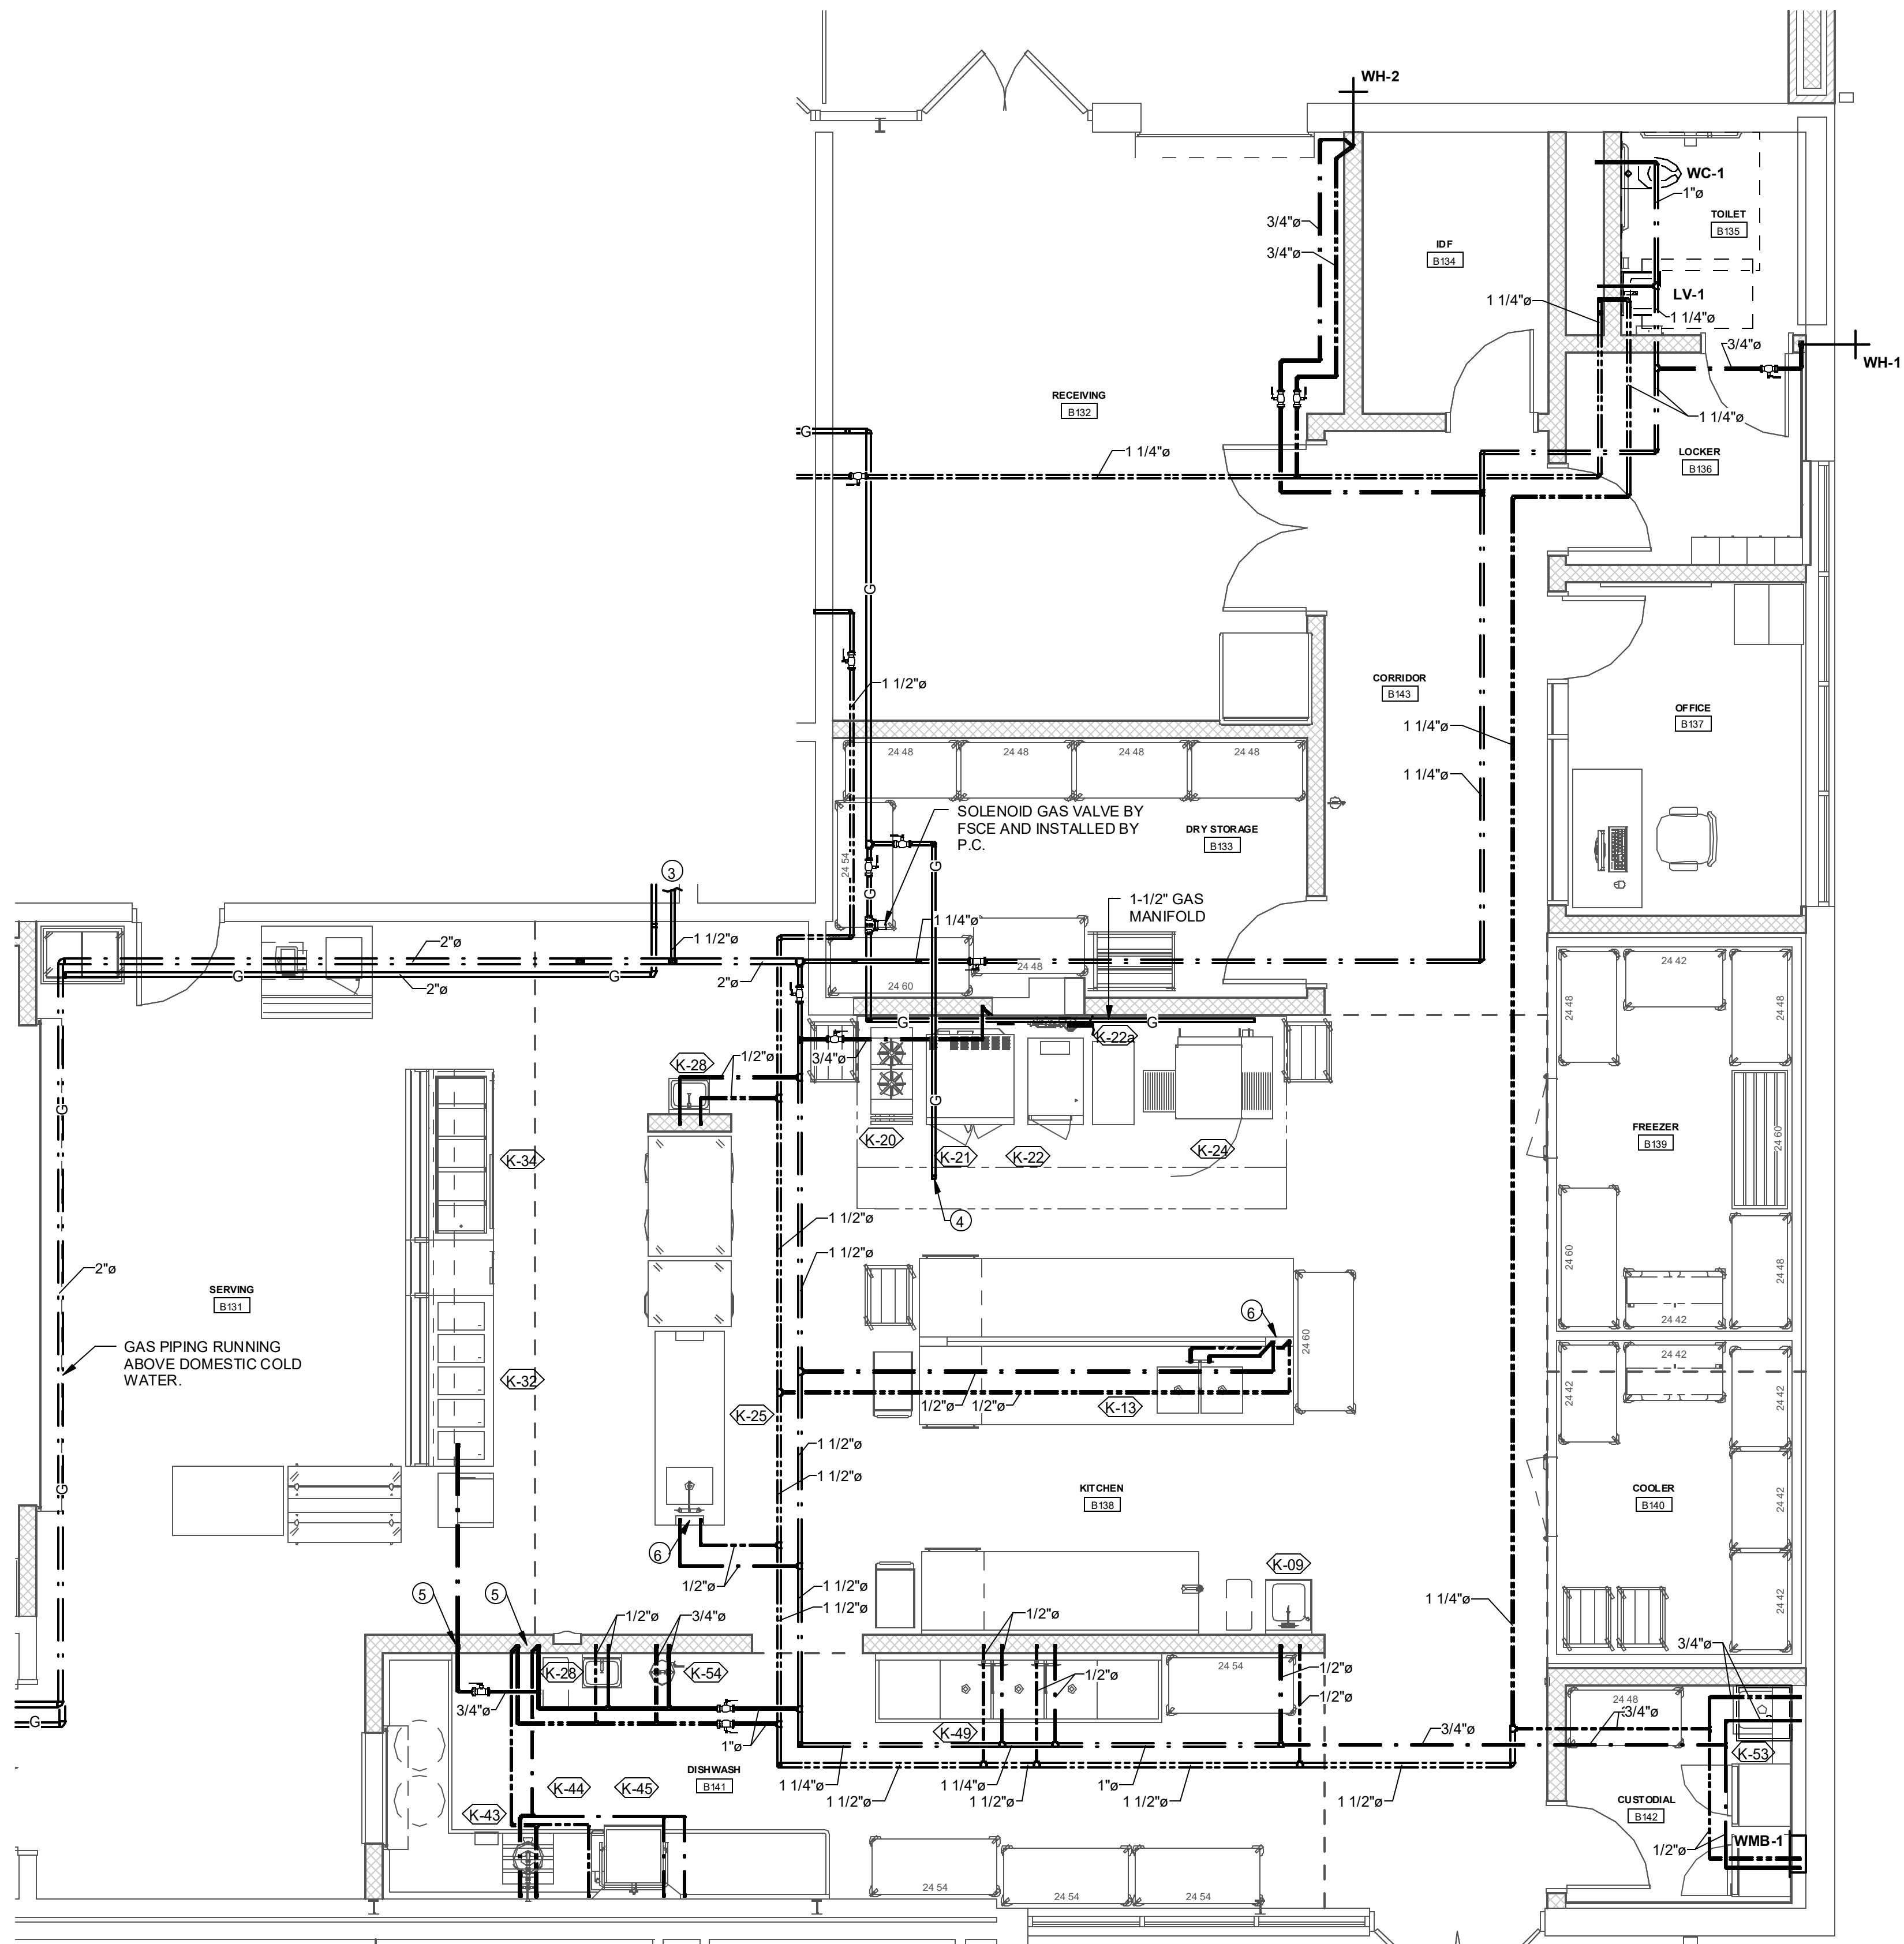 WH-2
WC-1
1"ø
TOILET
B135
3/4"ø
3/4"ø
IDF
B134
LV-1
1 1/4"ø
1 1/4"ø
3/4"ø
WH-1
RECEIVING
B132
1 1/4"ø
G
1 1/4"ø
LOCKER
B136
G
1 1/2"ø
CORRIDOR
B143
OFFICE
B137
1 1/4"ø
1 1/4"ø
24 48
24 48
24 48
24 48
SOLENOID GAS VALVE BY
FSCE AND INSTALLED BY
P.C.
DRY STORAGE
B133
24 54
G
G
3
1-1/2" GAS
MANIFOLD
1 1/4"ø
2"ø
1 1/2"ø
G
G
2"ø
2"ø
24 48
24 60
24 42
24 48
24 48
G
G
K-22a
3/4"ø
K-28
1/2"ø
G
G
K-20
K-21
K-22
K-24
FREEZER
B139
24 60
K-34
4
1 1/2"ø
1 1/2"ø
24 60
24 48
2"ø
SERVING
B131
6
24 60
24 42
GAS PIPING RUNNING
ABOVE DOMESTIC COLD
WATER.
24 42
24 42
24 42
K-32
K-25
1/2"ø
1/2"ø
K-13
1 1/2"ø
1 1/2"ø
G
KITCHEN
B138
COOLER
B140
24 42
6
1/2"ø
K-09
5
5
1 1/2"ø
1 1/2"ø
1 1/4"ø
24 42
1/2"ø
3/4"ø
1/2"ø
3/4"ø
K-28
K-54
24 54
1/2"ø
1/2"ø
1/2"ø
3/4"ø
24 48
3/4"ø
G
K-49
3/4"ø
1"ø
K-53
DISHWASH
B141
K-44
K-45
K-43
1 1/4"ø
1 1/2"ø
1 1/4"ø
1 1/2"ø
1"ø
1 1/2"ø
1 1/2"ø
CUSTODIAL
B142
WMB-1
1/2"ø
24 54
24 54
24 54